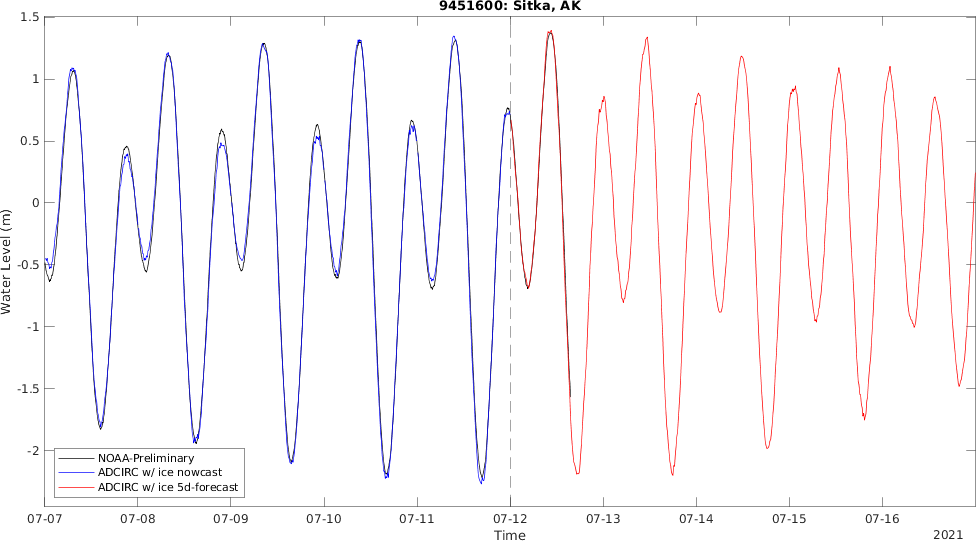 9451600: Sitka, AK
1.5
1
0.5
0
-0.5
-1
-1.5
-2
Water Level (m)
NOAA-Preliminary
ADCIRC w/ ice nowcast
ADCIRC w/ ice 5d-forecast
07-07 07-08 07-09 07-10 07-11 07-12 07-13 07-14 07-15 07-16
Time
2021